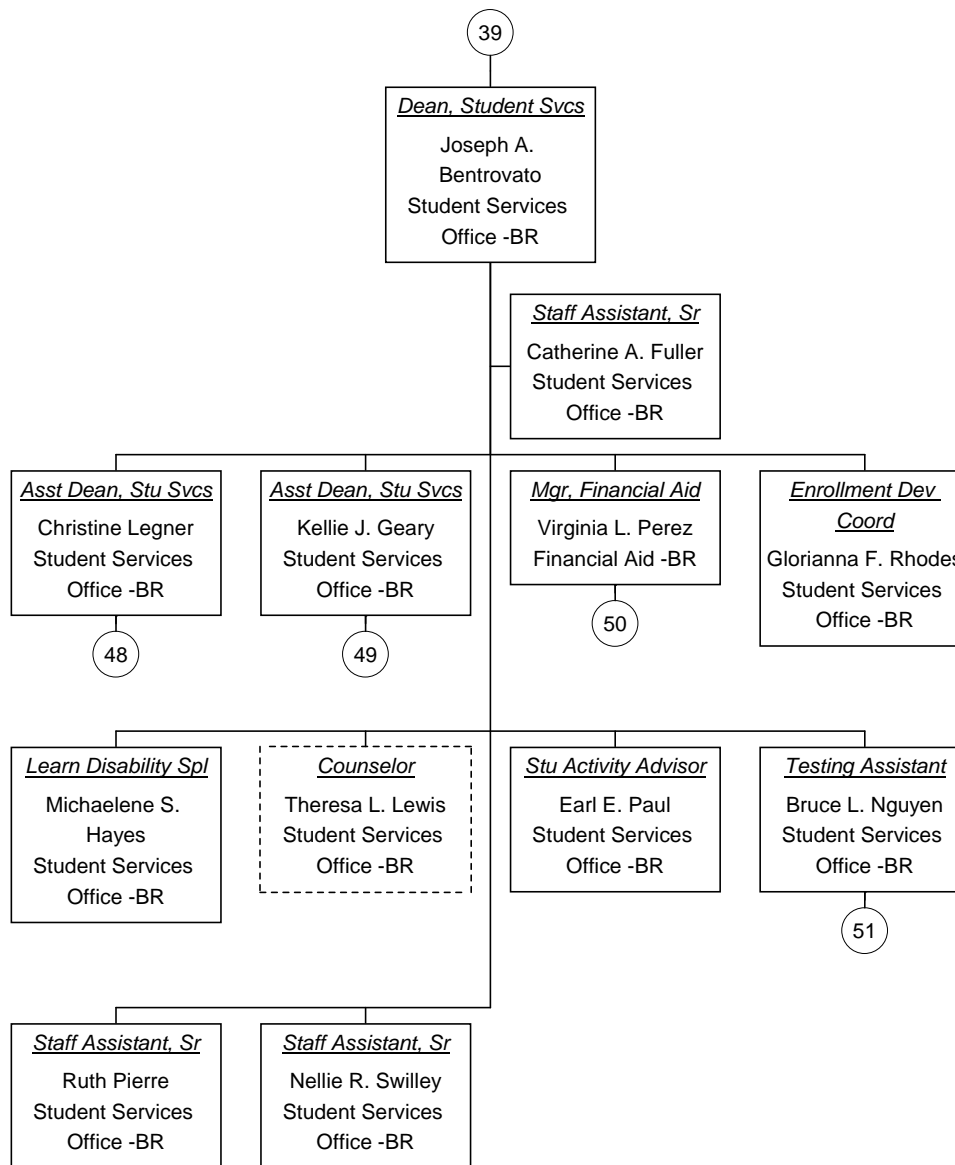 39
Dean, Student Svcs
Joseph A.
Bentrovato
Student Services
Office -BR
Staff Assistant, Sr
Catherine A. Fuller
Student Services
Office -BR
Asst Dean, Stu Svcs
Christine Legner
Student Services
Office -BR
48
Asst Dean, Stu Svcs
Kellie J. Geary
Student Services
Office -BR
49
Mgr, Financial Aid
Virginia L. Perez
Financial Aid -BR
50
Enrollment Dev
Coord
Glorianna F. Rhodes
Student Services
Office -BR
Learn Disability Spl
Michaelene S.
Hayes
Student Services
Office -BR
Counselor
Theresa L. Lewis
Student Services
Office -BR
Stu Activity Advisor
Earl E. Paul
Student Services
Office -BR
Testing Assistant
Bruce L. Nguyen
Student Services
Office -BR
51
Staff Assistant, Sr
Ruth Pierre
Student Services
Office -BR
Staff Assistant, Sr
Nellie R. Swilley
Student Services
Office -BR